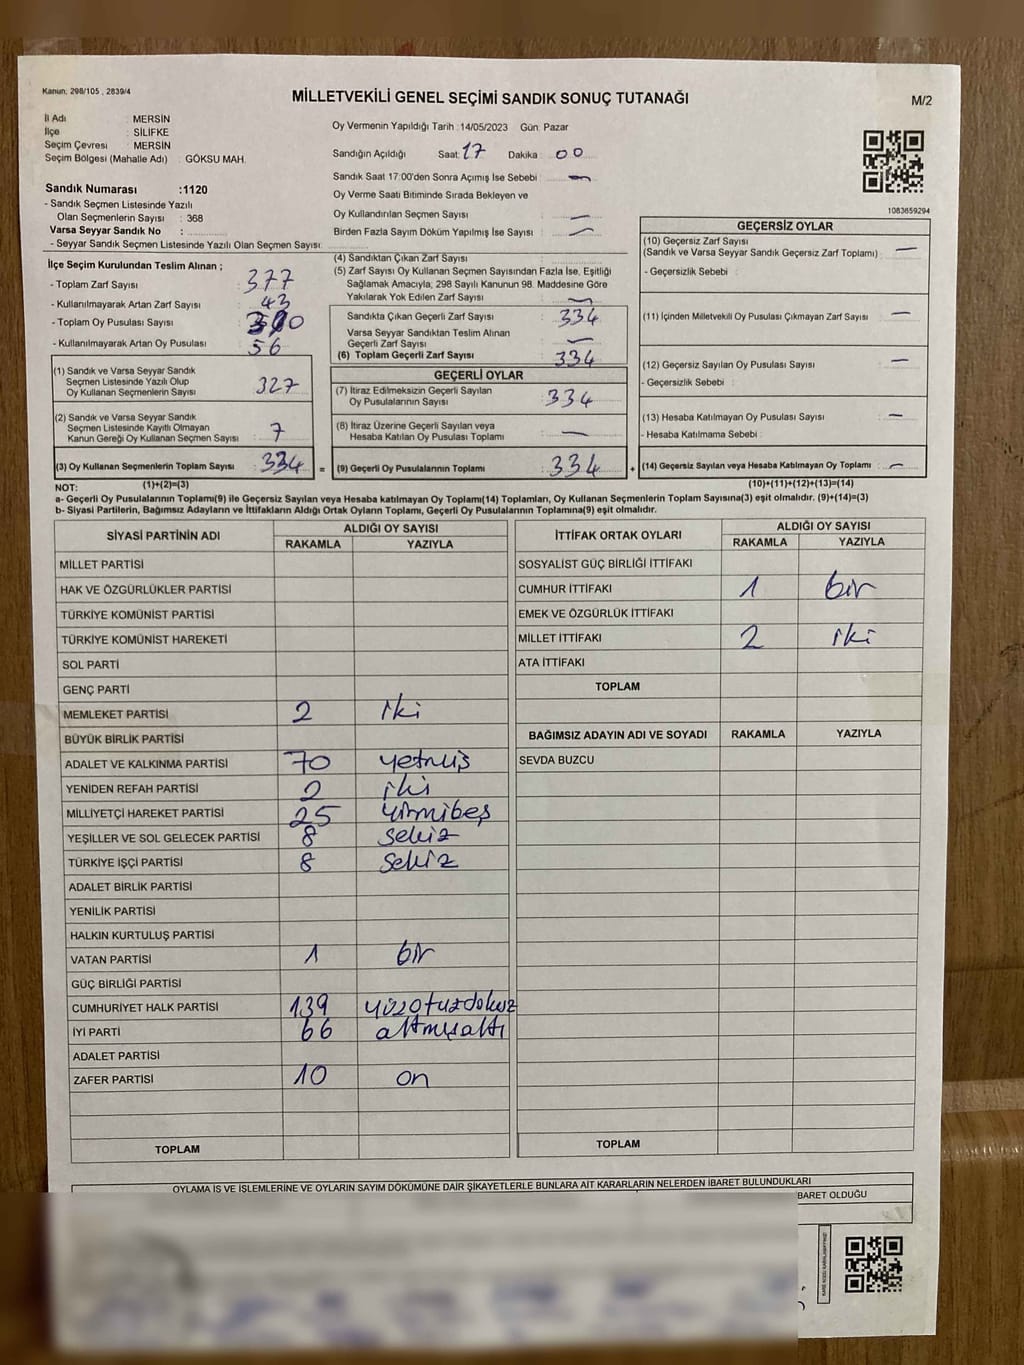 Kanun: 298/105 , 2839/4
MİLLETVEKİLİ GENEL SEÇİMİ SANDIK SONUÇ TUTANAĞI
M/2
İl Adı : MERSİN
İlçe : SİLİFKE
Seçim Çevresi : MERSİN
Seçim Bölgesi (Mahalle Adı) : GÖKSU MAH.
Sandık Numarası :1120
- Sandık Seçmen Listesinde Yazılı
Olan Seçmenlerin Sayısı : 368
Varsa Seyyar Sandık No :
- Seyyar Sandık Seçmen Listesinde Yazılı Olan Seçmen Sayısı:
Oy Vermenin Yapıldığı Tarih :14/05/2023 Gün: Pazar
Sandığın Açıldığı Saat: 17 Dakika : 00
Sandık Saat 17:00'den Sonra Açımış İse Sebebi : —
Oy Verme Saati Bitiminde Sırada Bekleyen ve
Oy Kullandırılan Seçmen Sayısı : —
Birden Fazla Sayım Döküm Yapılmış İse Sayısı : —
1083659294
İlçe Seçim Kurulundan Teslim Alınan ;
- Toplam Zarf Sayısı : 377
- Kullanılmayarak Artan Zarf Sayısı : 43
- Toplam Oy Pusulası Sayısı :
- Kullanılmayarak Artan Oy Pusulası : 56
(1) Sandık ve Varsa Seyyar Sandık
Seçmen Listesinde Yazılı Olup
Oy Kullanan Seçmenlerin Sayısı : 327
(2) Sandık ve Varsa Seyyar Sandık
Seçmen Listesinde Kayıtlı Olmayan
Kanun Gereği Oy Kullanan Seçmen Sayısı : 7
(3) Oy Kullanan Seçmenlerin Toplam Sayısı : 334 =
(4) Sandıktan Çıkan Zarf Sayısı :
(5) Zarf Sayısı Oy Kullanan Seçmen Sayısından Fazla İse, Eşitliği
Sağlamak Amacıyla, 298 Sayılı Kanunun 98. Maddesine Göre
Yakılarak Yok Edilen Zarf Sayısı : —
Sandıkta Çıkan Geçerli Zarf Sayısı : 334
Varsa Seyyar Sandıktan Teslim Alınan
Geçerli Zarf Sayısı : —
(6) Toplam Geçerli Zarf Sayısı : 334
GEÇERLİ OYLAR
(7) İtiraz Edilmeksizin Geçerli Sayılan
Oy Pusulalarının Sayısı : 334
(8) İtiraz Üzerine Geçerli Sayılan veya
Hesaba Katılan Oy Pusulası Toplamı : —
(9) Geçerli Oy Pusulalarının Toplamı : 334 +
GEÇERSİZ OYLAR
(10) Geçersiz Zarf Sayısı
(Sandık ve Varsa Seyyar Sandık Geçersiz Zarf Toplamı) : —
- Geçersizlik Sebebi :
(11) İçinden Milletvekili Oy Pusulası Çıkmayan Zarf Sayısı : —
(12) Geçersiz Sayılan Oy Pusulası Sayısı : —
- Geçersizlik Sebebi :
(13) Hesaba Katılmayan Oy Pusulası Sayısı : —
- Hesaba Katılmama Sebebi :
(14) Geçersiz Sayılan veya Hesaba Katılmayan Oy Toplamı : —
NOT: (1)+(2)=(3) (10)+(11)+(12)+(13)=(14)
a- Geçerli Oy Pusulalarının Toplamı(9) ile Geçersiz Sayılan veya Hesaba katılmayan Oy Toplamı(14) Toplamları, Oy Kullanan Seçmenlerin Toplam Sayısına(3) eşit olmalıdır. (9)+(14)=(3)
b- Siyasi Partilerin, Bağımsız Adayların ve İttifakların Aldığı Oyların Toplamı, Geçerli Oy Pusulalarının Toplamına(9) eşit olmalıdır.
SİYASİ PARTİNİN ADI ALDIĞI OY SAYISI
RAKAMLA YAZIYLA
MİLLET PARTİSİ
HAK VE ÖZGÜRLÜKLER PARTİSİ
TÜRKİYE KOMÜNİST PARTİSİ
TÜRKİYE KOMÜNİST HAREKETİ
SOL PARTİ
GENÇ PARTİ
MEMLEKET PARTİSİ 2 iki
BÜYÜK BİRLİK PARTİSİ
ADALET VE KALKINMA PARTİSİ 70 yetmiş
YENİDEN REFAH PARTİSİ 2 iki
MİLLİYETÇİ HAREKET PARTİSİ 25 yirmibeş
YEŞİLLER VE SOL GELECEK PARTİSİ 8 sekiz
TÜRKİYE İŞÇİ PARTİSİ 8 sekiz
ADALET BİRLİK PARTİSİ
YENİLİK PARTİSİ
HALKIN KURTULUŞ PARTİSİ
VATAN PARTİSİ 1 bir
GÜÇ BİRLİĞİ PARTİSİ
CUMHURİYET HALK PARTİSİ 139 yüzotuzdokuz
İYİ PARTİ 66 altmışaltı
ADALET PARTİSİ
ZAFER PARTİSİ 10 on
TOPLAM
İTTİFAK ORTAK OYLARI ALDIĞI OY SAYISI
RAKAMLA YAZIYLA
SOSYALİST GÜÇ BİRLİĞİ İTTİFAKI
CUMHUR İTTİFAKI 1 bir
EMEK VE ÖZGÜRLÜK İTTİFAKI
MİLLET İTTİFAKI 2 iki
ATA İTTİFAKI
TOPLAM
BAĞIMSIZ ADAYIN ADI VE SOYADI RAKAMLA YAZIYLA
SEVDA BUZCU
TOPLAM
OYLAMA İŞ VE İŞLEMLERİNE VE OYLARIN SAYIM DÖKÜMÜNE DAİR ŞİKAYETLERLE BUNLARA AİT KARARLARIN NELERDEN İBARET BULUNDUKLARI
BARET OLDUĞU